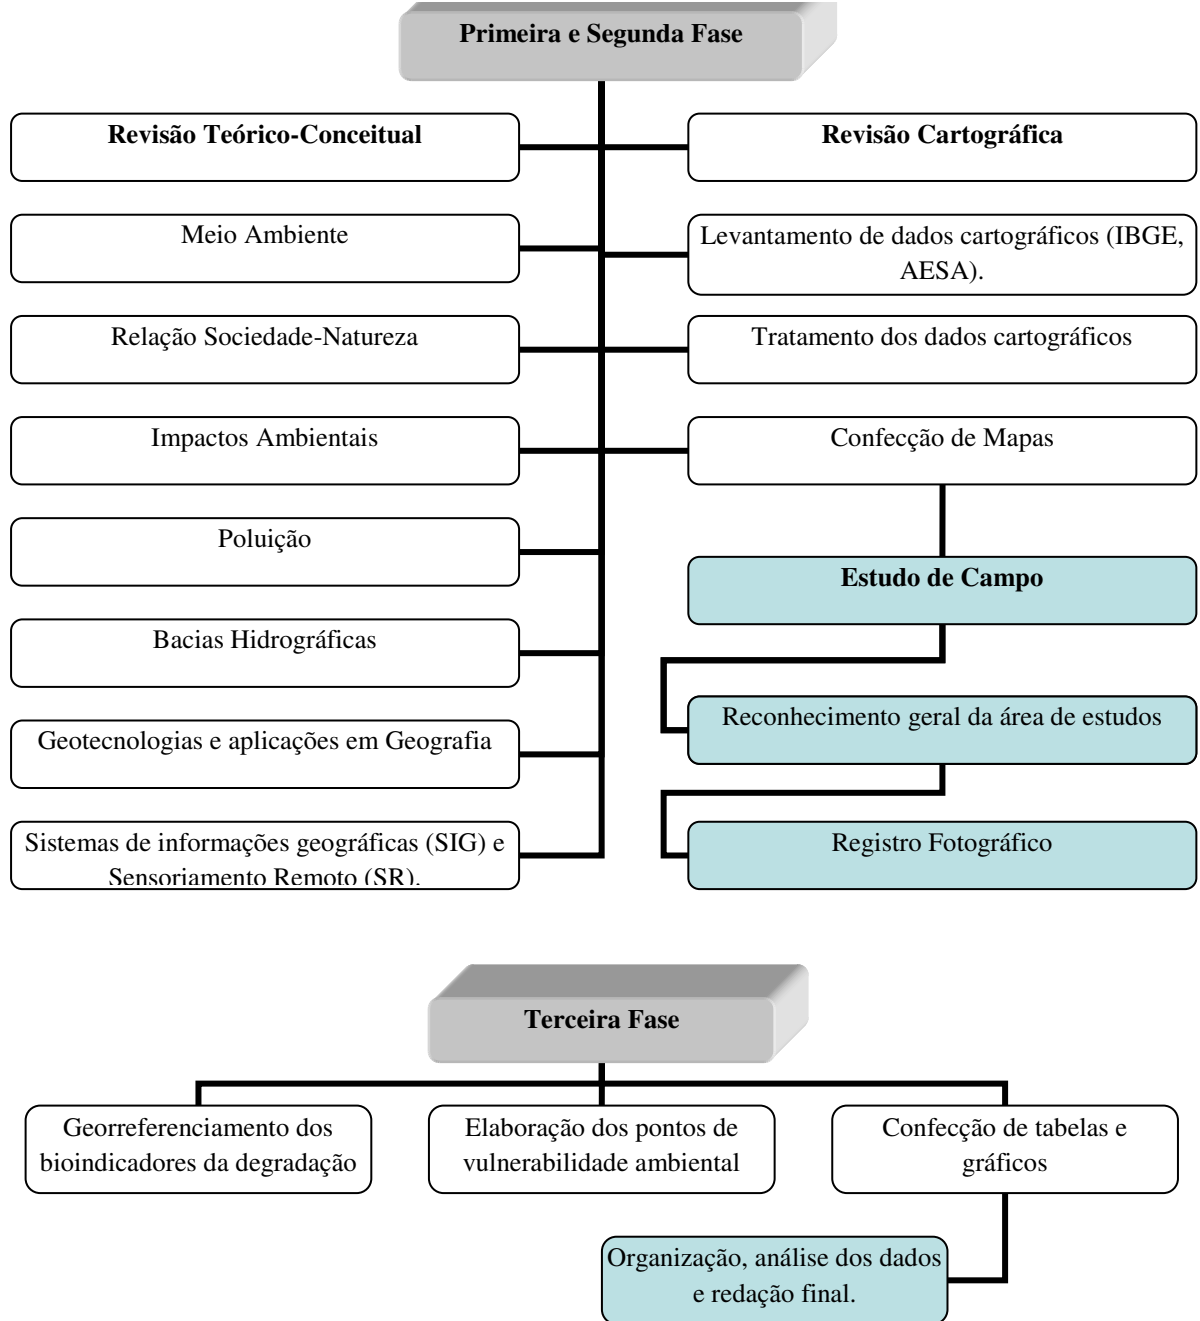 Primeira e Segunda Fase
Revisão Teórico-Conceitual
Revisão Cartográfica
Meio Ambiente
Levantamento de dados cartográficos (IBGE,
AESA).
Relação Sociedade-Natureza
Tratamento dos dados cartográficos
Impactos Ambientais
Confecção de Mapas
Poluição
Estudo de Campo
Bacias Hidrográficas
Reconhecimento geral da área de estudos
Geotecnologias e aplicações em Geografia
Registro Fotográfico
Sistemas de informações geográficas (SIG) e
Sensoriamento Remoto (SR).
Terceira Fase
Georreferenciamento dos
bioindicadores da degradação
Elaboração dos pontos de
vulnerabilidade ambiental
Confecção de tabelas e
gráficos
Organização, análise dos dados
e redação final.